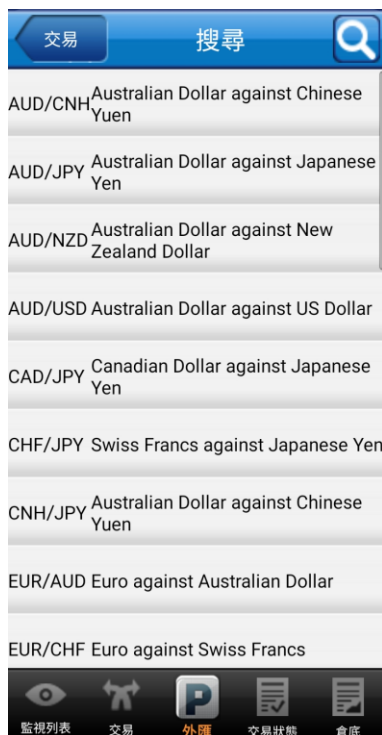 交易
搜尋
AUD/CNH Australian Dollar against Chinese
Yuen
AUD/JPY Australian Dollar against Japanese
Yen
AUD/NZD Australian Dollar against New
Zealand Dollar
AUD/USD Australian Dollar against US Dollar
CAD/JPY Canadian Dollar against Japanese
Yen
CHF/JPY Swiss Francs against Japanese Yen
CNH/JPY Australian Dollar against Chinese
Yuen
EUR/AUD Euro against Australian Dollar
EUR/CHF Euro against Swiss Francs
P
監視列表 交易 外匯 交易狀態 倉底